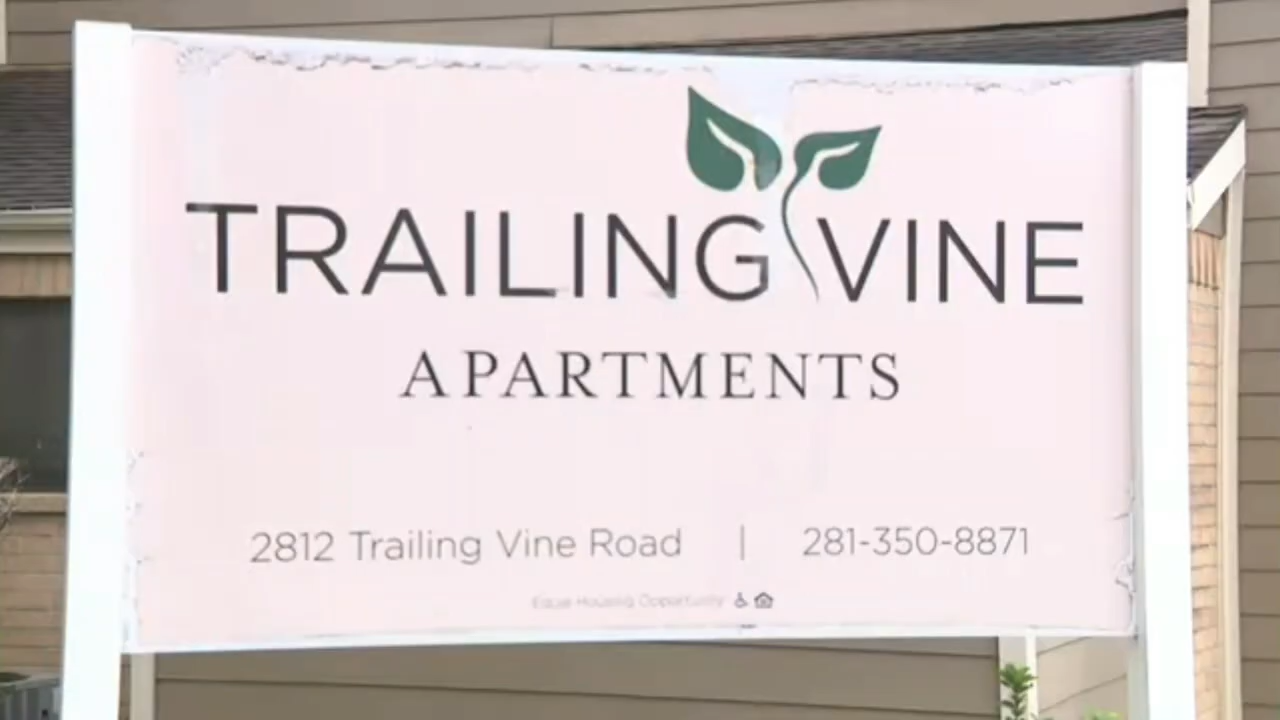 TRAILING VINE
APARTMENTS
2812 Trailing Vine Road | 281-350-8871
Equal Housing Opportunity